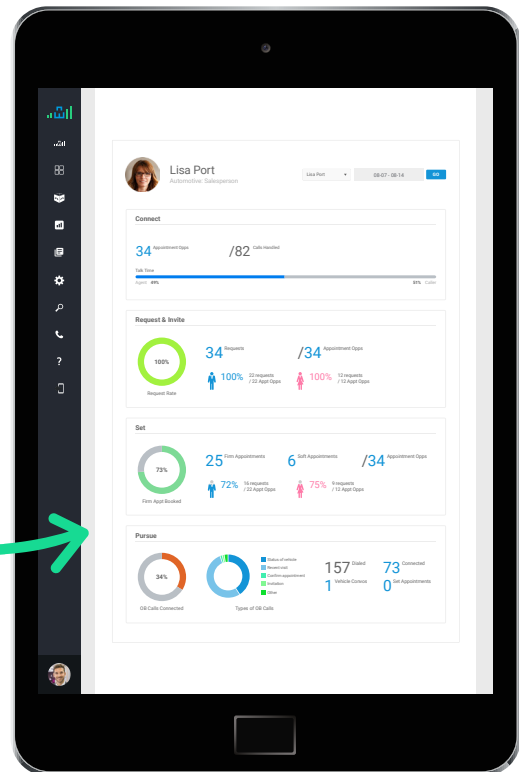 Lisa Port
Automotive: Salesperson
Lisa Port
08-07 - 08-14
GO
Connect
34 Appointment Opps
/82 Calls Handled
Talk Time
Agent 49%
51% Caller
Request & Invite
100%
Request Rate
34 Requests
/34 Appointment Opps
100% 22 requests
/ 22 Appt Opps
100% 12 requests
/ 12 Appt Opps
Set
73%
Firm Appt Booked
25 Firm Appointments
6 Soft Appointments
/34 Appointment Opps
72% 16 requests
/ 22 Appt Opps
75% 9 requests
/ 12 Appt Opps
Pursue
34%
OB Calls Connected
Types of OB Calls
Status of vehicle
Recent visit
Confirm appointment
Invitation
Other
157 Dialed
73 Connected
1 Vehicle Convos
0 Set Appointments
?